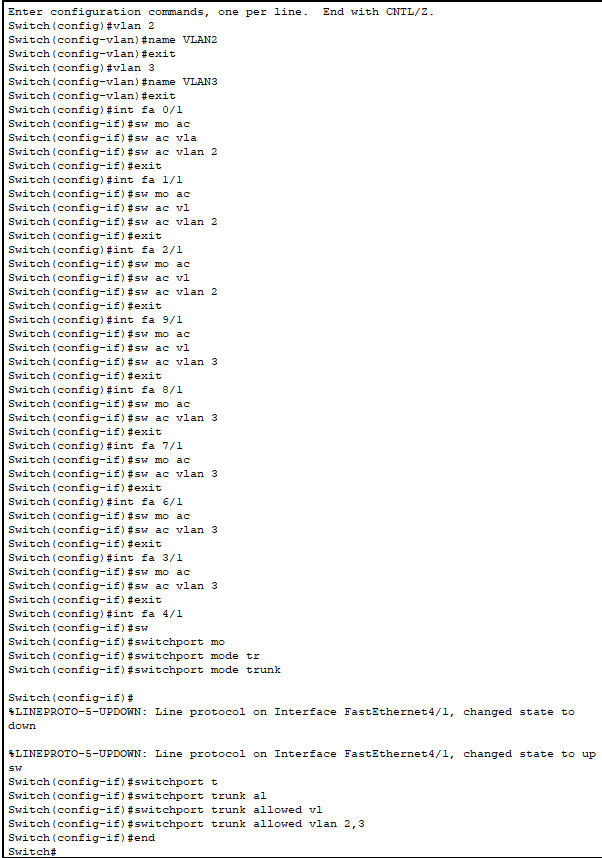 Enter configuration commands, one per line.  End with CNTL/Z.
Switch(config)#vlan 2
Switch(config-vlan)#name VLAN2
Switch(config-vlan)#exit
Switch(config)#vlan 3
Switch(config-vlan)#name VLAN3
Switch(config-vlan)#exit
Switch(config)#int fa 0/1
Switch(config-if)#sw mo ac
Switch(config-if)#sw ac vla
Switch(config-if)#sw ac vlan 2
Switch(config-if)#exit
Switch(config)#int fa 1/1
Switch(config-if)#sw mo ac
Switch(config-if)#sw ac vl
Switch(config-if)#sw ac vlan 2
Switch(config-if)#exit
Switch(config)#int fa 2/1
Switch(config-if)#sw mo ac
Switch(config-if)#sw ac vl
Switch(config-if)#sw ac vlan 2
Switch(config-if)#exit
Switch(config)#int fa 9/1
Switch(config-if)#sw mo ac
Switch(config-if)#sw ac vl
Switch(config-if)#sw ac vlan 3
Switch(config-if)#exit
Switch(config)#int fa 8/1
Switch(config-if)#sw mo ac
Switch(config-if)#sw ac vlan 3
Switch(config-if)#exit
Switch(config)#int fa 7/1
Switch(config-if)#sw mo ac
Switch(config-if)#sw ac vlan 3
Switch(config-if)#exit
Switch(config)#int fa 6/1
Switch(config-if)#sw mo ac
Switch(config-if)#sw ac vlan 3
Switch(config-if)#exit
Switch(config)#int fa 3/1
Switch(config-if)#sw mo ac
Switch(config-if)#sw ac vlan 3
Switch(config-if)#exit
Switch(config)#int fa 4/1
Switch(config-if)#sw
Switch(config-if)#switchport mo
Switch(config-if)#switchport mode tr
Switch(config-if)#switchport mode trunk
Switch(config-if)#
%LINEPROTO-5-UPDOWN: Line protocol on Interface FastEthernet4/1, changed state to
down
%LINEPROTO-5-UPDOWN: Line protocol on Interface FastEthernet4/1, changed state to up
sw
Switch(config-if)#switchport t
Switch(config-if)#switchport trunk al
Switch(config-if)#switchport trunk allowed vl
Switch(config-if)#switchport trunk allowed vlan 2,3
Switch(config-if)#end
Switch#